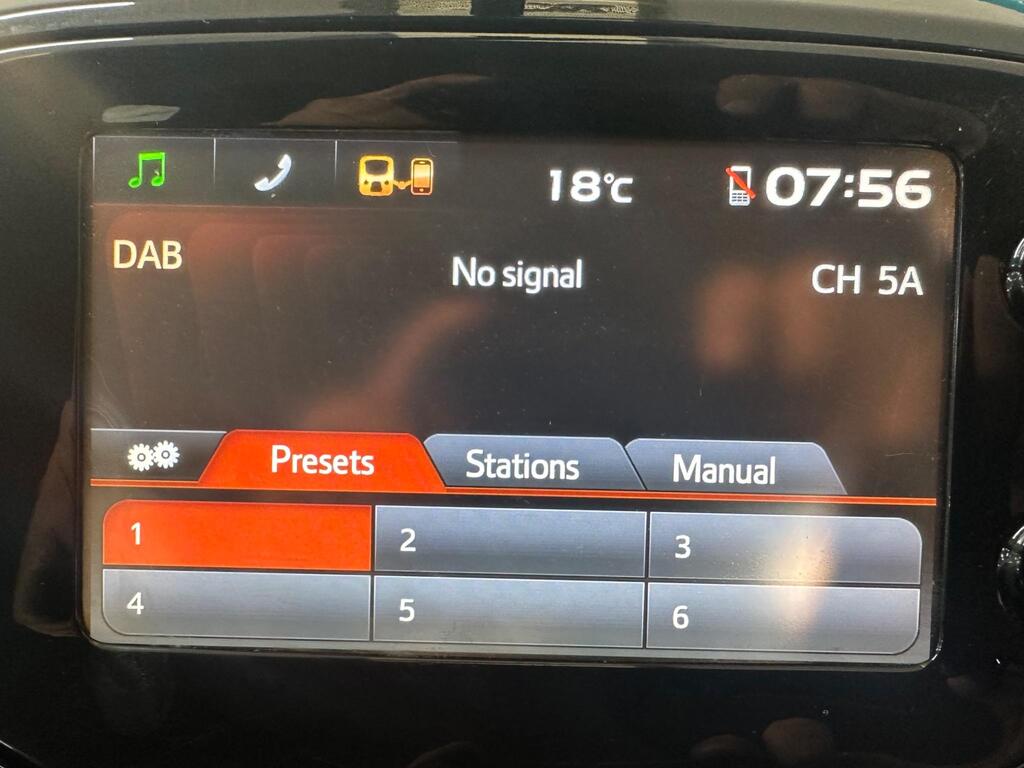 18°C 07:56
DAB No signal CH 5A
Presets Stations Manual
1 2 3
4 5 6